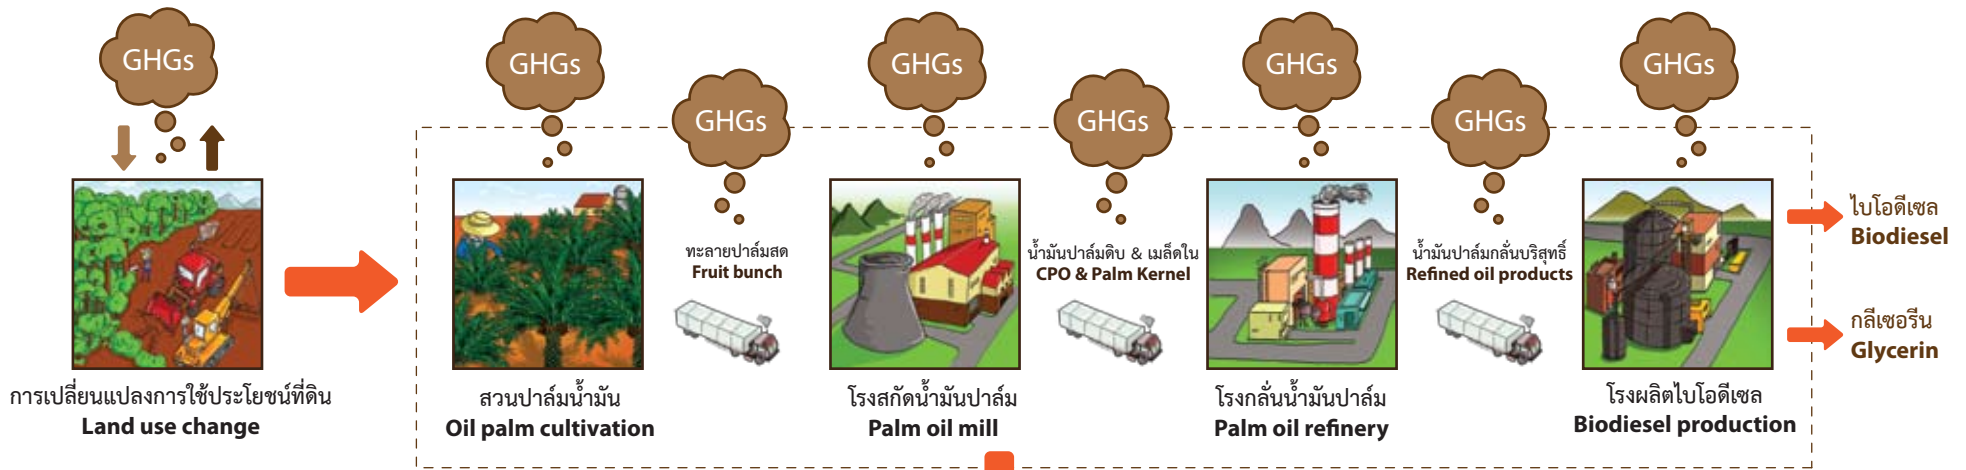 GHGs
GHGs
GHGs
GHGs
GHGs
GHGs
GHGs
GHGs
ทะลายปาล์มสด
Fruit bunch
น้ำมันปาล์มดิบ & เมล็ดใน
CPO & Palm Kernel
น้ำมันปาล์มกลั่นบริสุทธิ์
Refined oil products
ไบโอดีเซล
Biodiesel
กลีเซอรีน
Glycerin
การเปลี่ยนแปลงการใช้ประโยชน์ที่ดิน
Land use change
สวนปาล์มน้ำมัน
Oil palm cultivation
โรงสกัดน้ำมันปาล์ม
Palm oil mill
โรงกลั่นน้ำมันปาล์ม
Palm oil refinery
โรงผลิตไบโอดีเซล
Biodiesel production